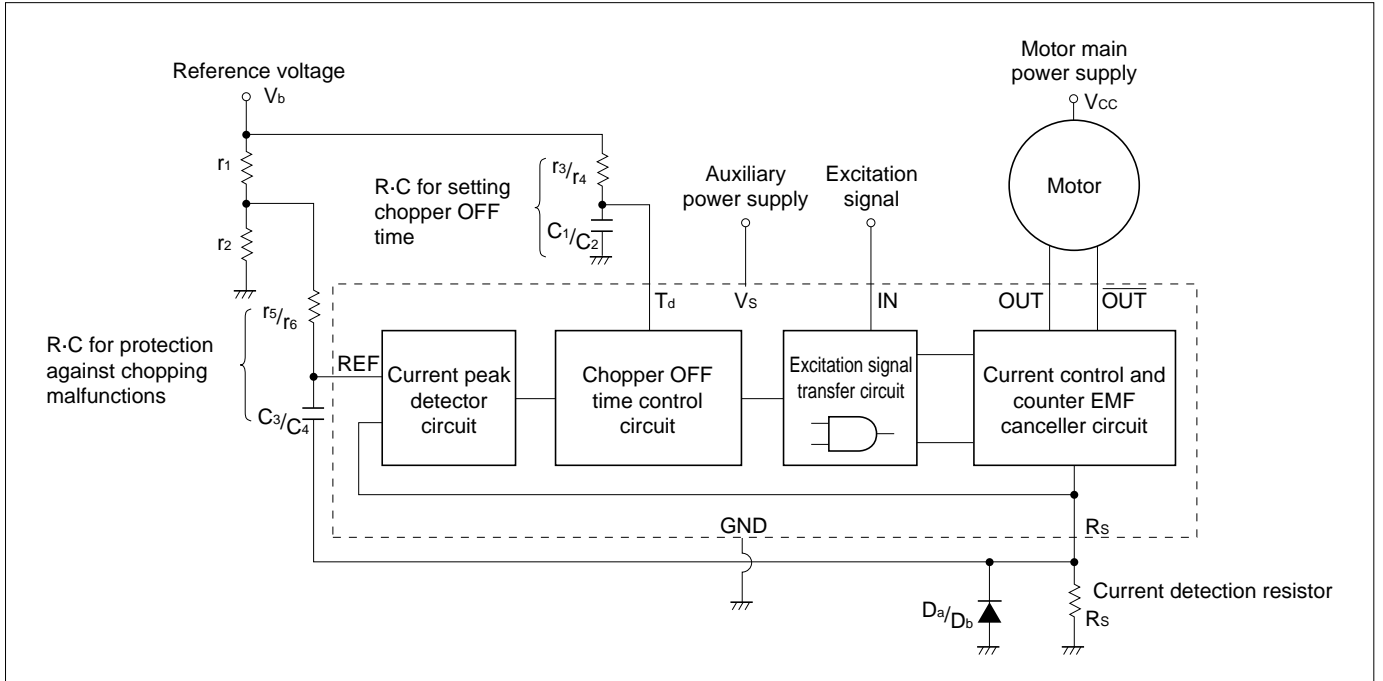 Motor main
power supply
VCC
Reference voltage
Vb
r1
r3/r4
R·C for setting
chopper OFF
time
C1/C2
Auxiliary
power supply
Excitation
signal
Motor
r2
r5/r6
R·C for protection
against chopping
malfunctions
C3/C4
Td
VS
IN
OUT
OUT
REF
Current peak
detector
circuit
Chopper OFF
time control
circuit
Excitation signal
transfer circuit
Current control and
counter EMF
canceller circuit
GND
RS
Da/Db
Current detection resistor
RS